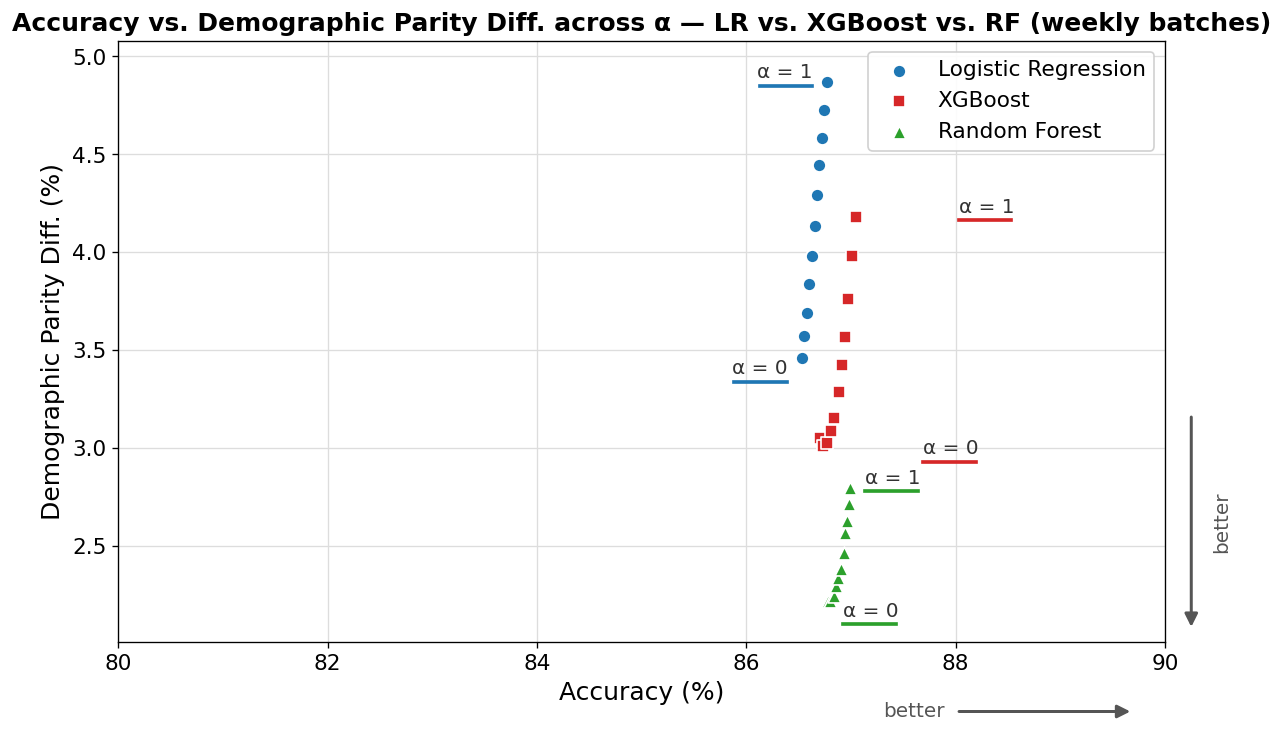 Accuracy vs. Demographic Parity Diff. across α — LR vs. XGBoost vs. RF (weekly batches)
Demographic Parity Diff. (%)
5.0
4.5
4.0
3.5
3.0
2.5
α = 1
Logistic Regression
XGBoost
Random Forest
α = 1
α = 0
α = 0
α = 1
α = 0
better
80
82
84
86
88
90
Accuracy (%)
better